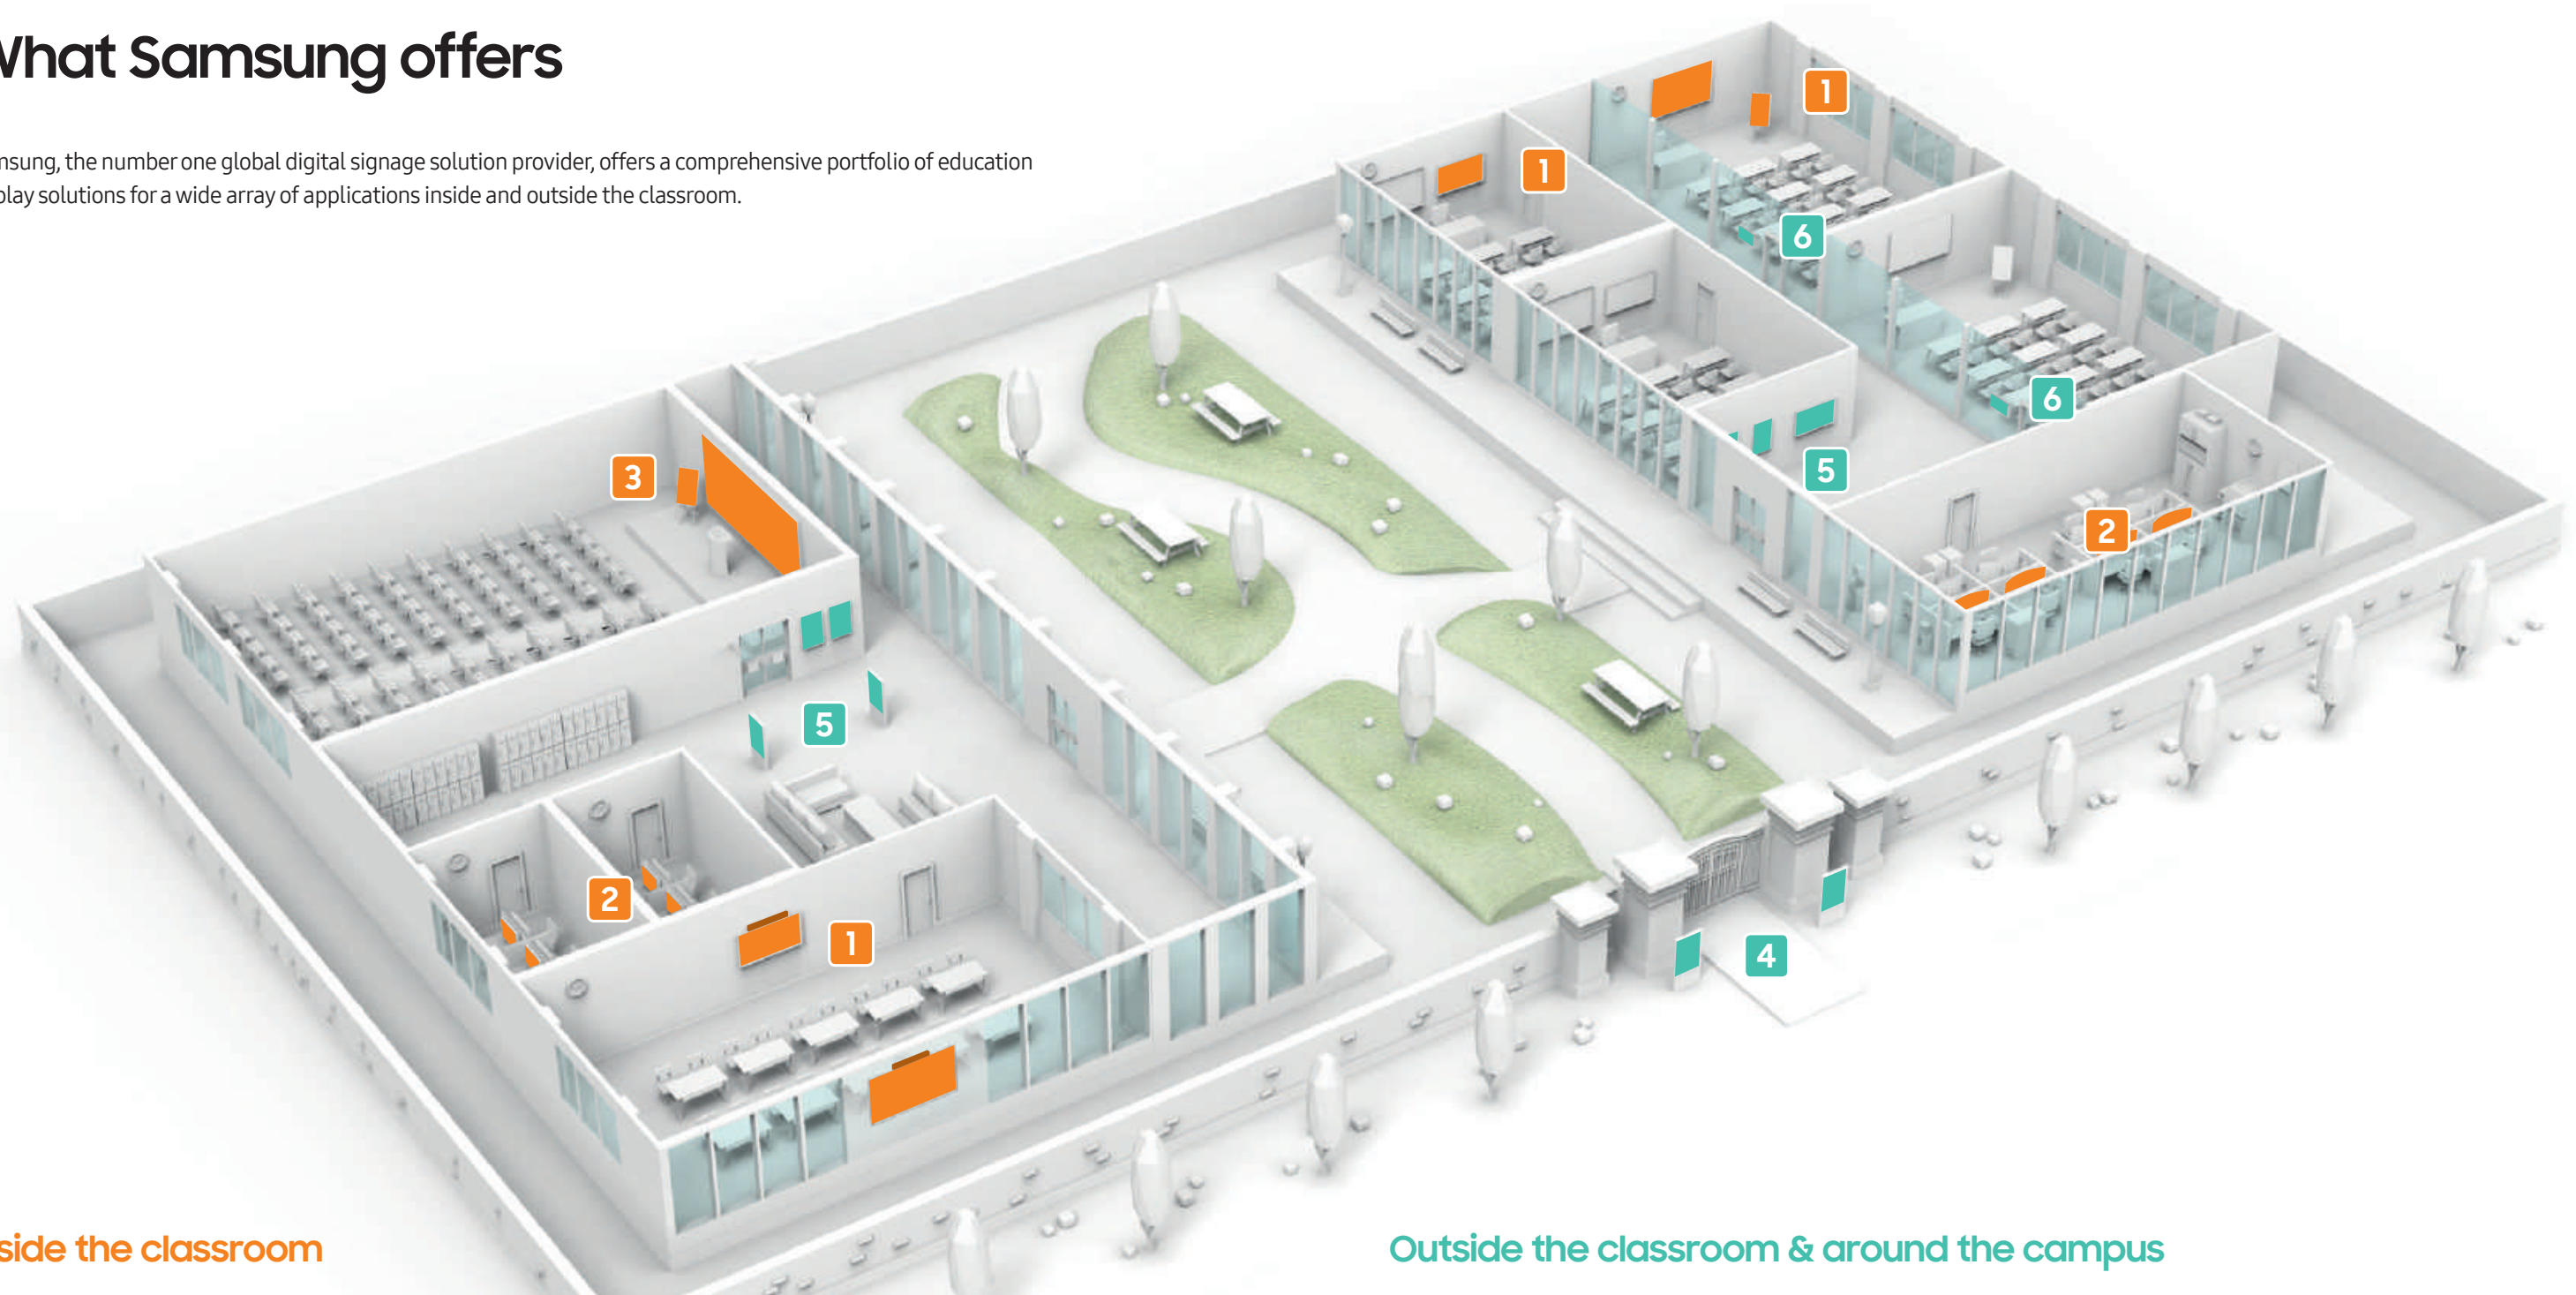 What Samsung offers
msung, the number one global digital signage solution provider, offers a comprehensive portfolio of education
play solutions for a wide array of applications inside and outside the classroom.
1
1
6
6
3
5
2
5
2
1
4
side the classroom
Outside the classroom & around the campus